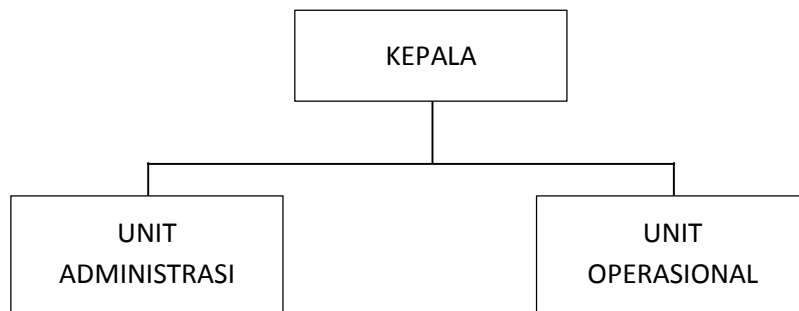 KEPALA
UNIT
ADMINISTRASI
UNIT
OPERASIONAL